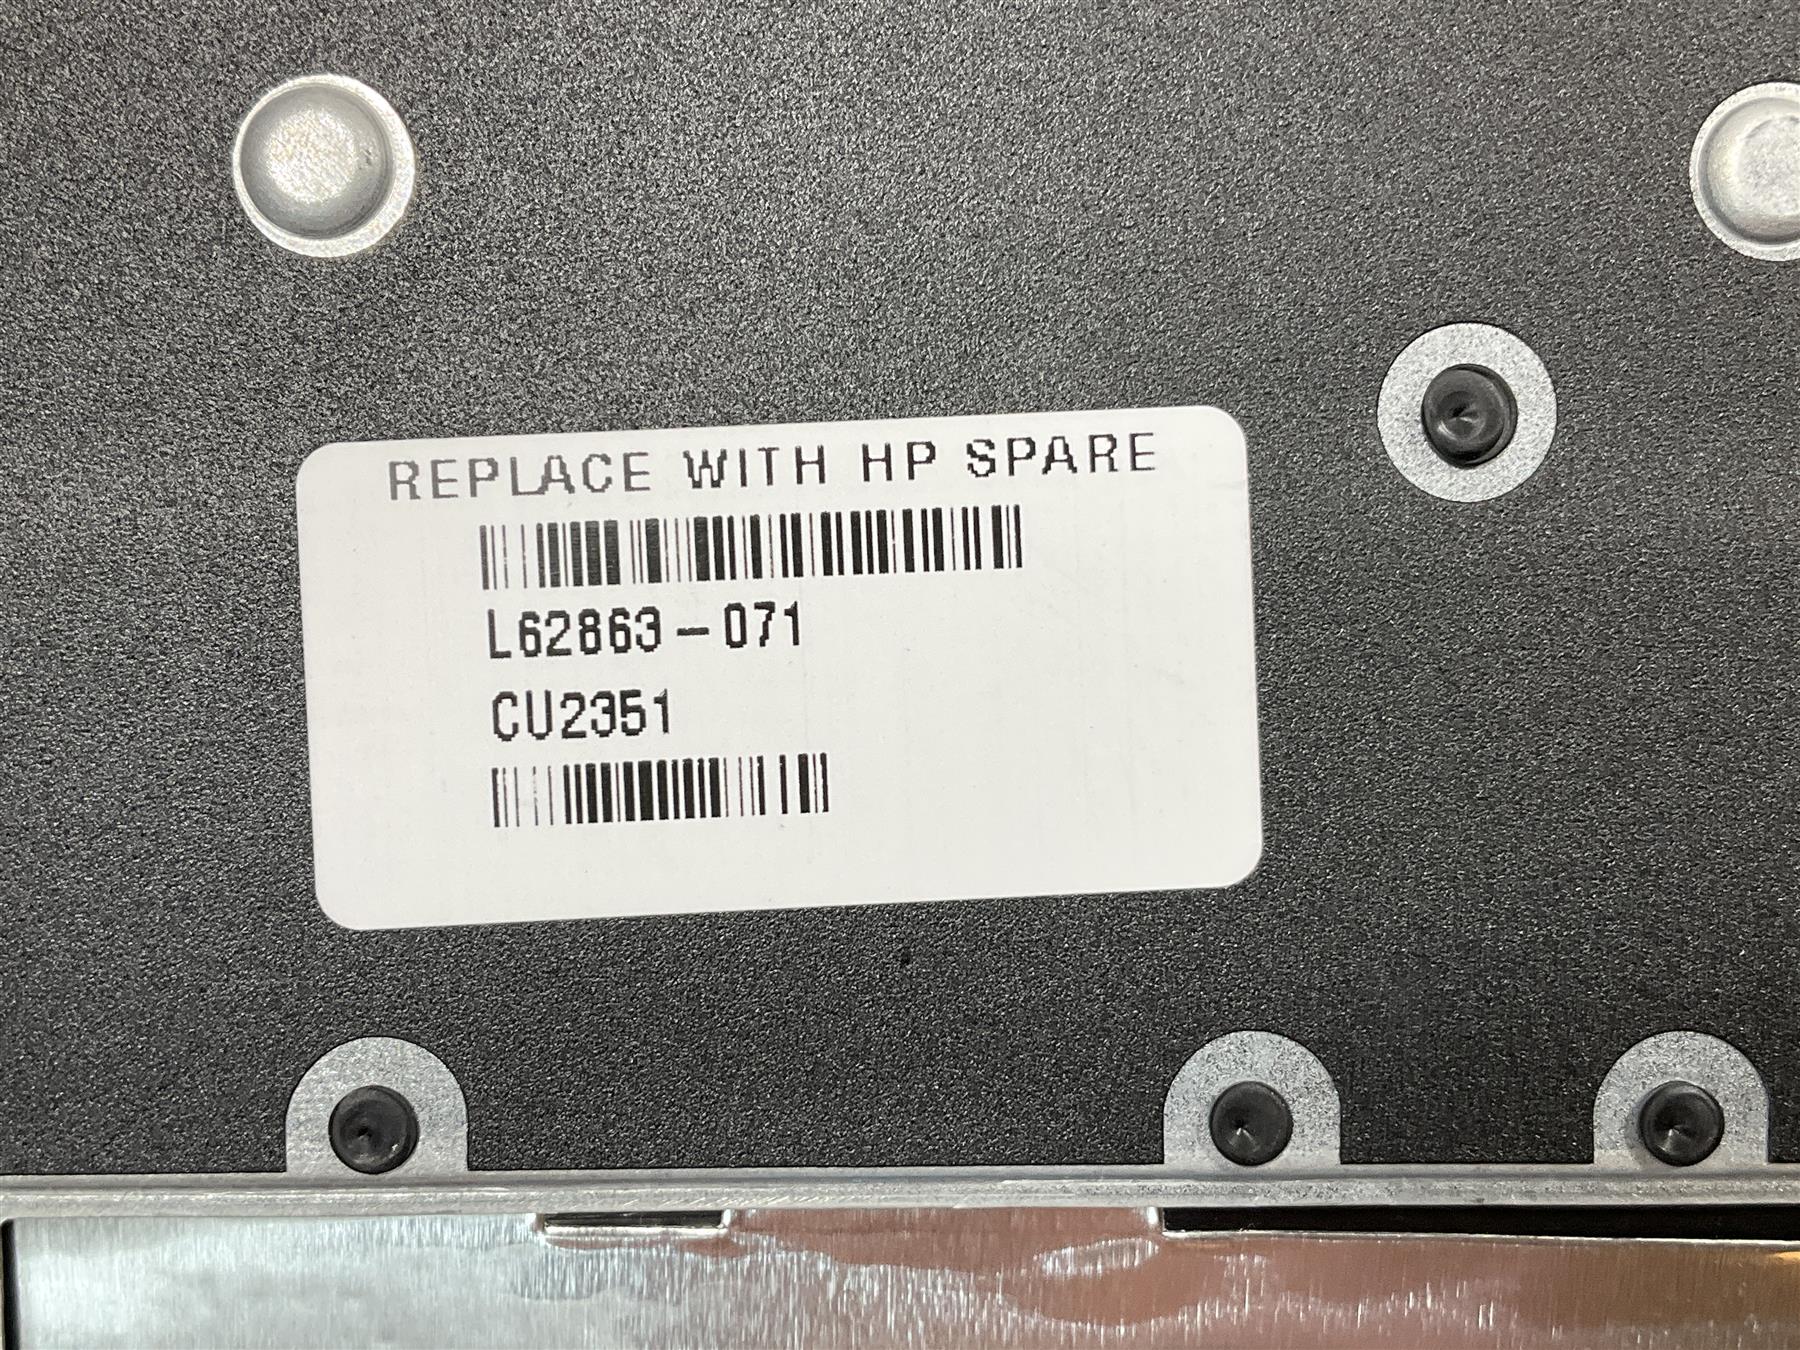 REPLACE WITH HP SPARE
L62863-071
CU2351